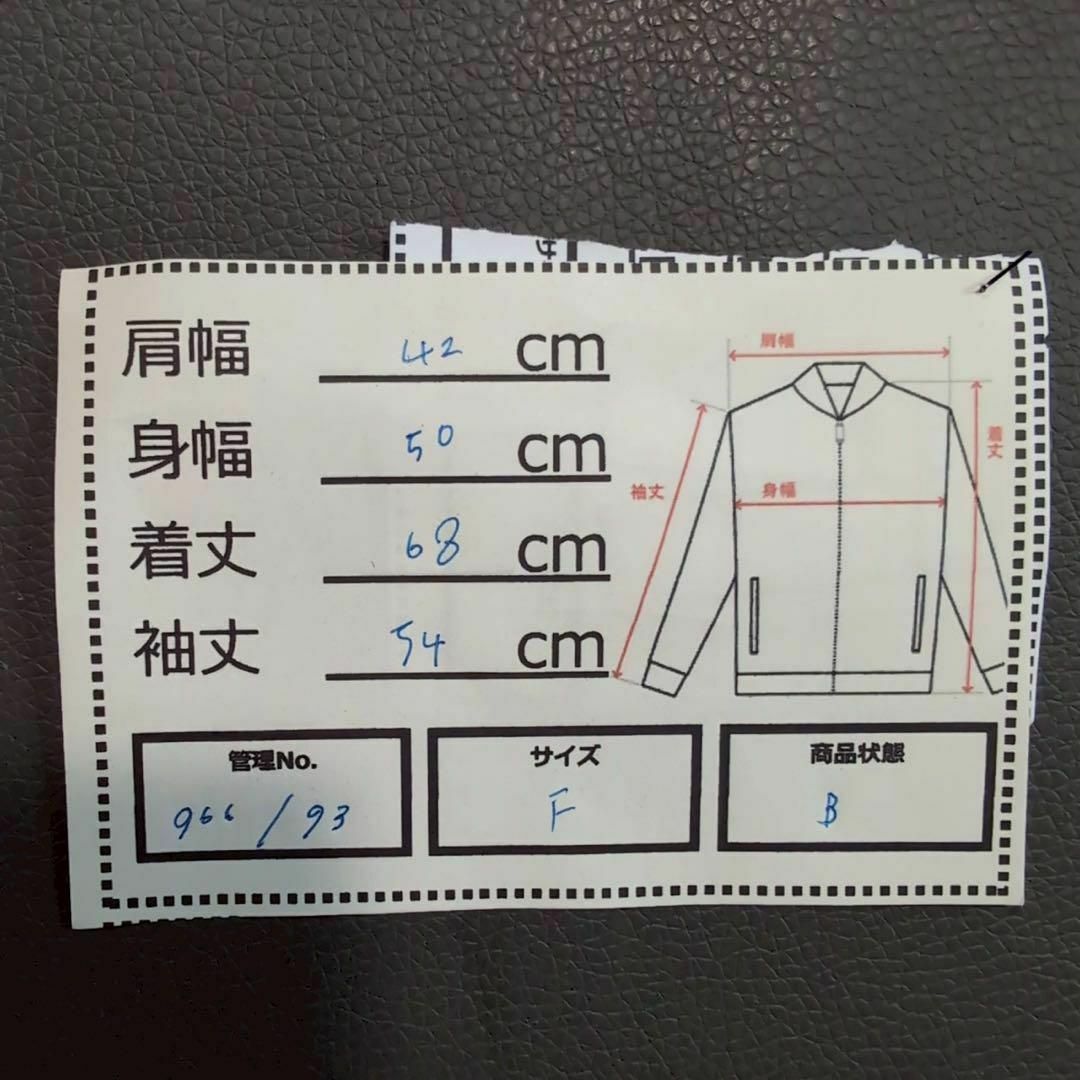 肩幅 42 cm
身幅 50 cm
着丈 68 cm
袖丈 54 cm
肩幅
着丈
袖丈
身幅
管理No.
966/93
サイズ
F
商品状態
B